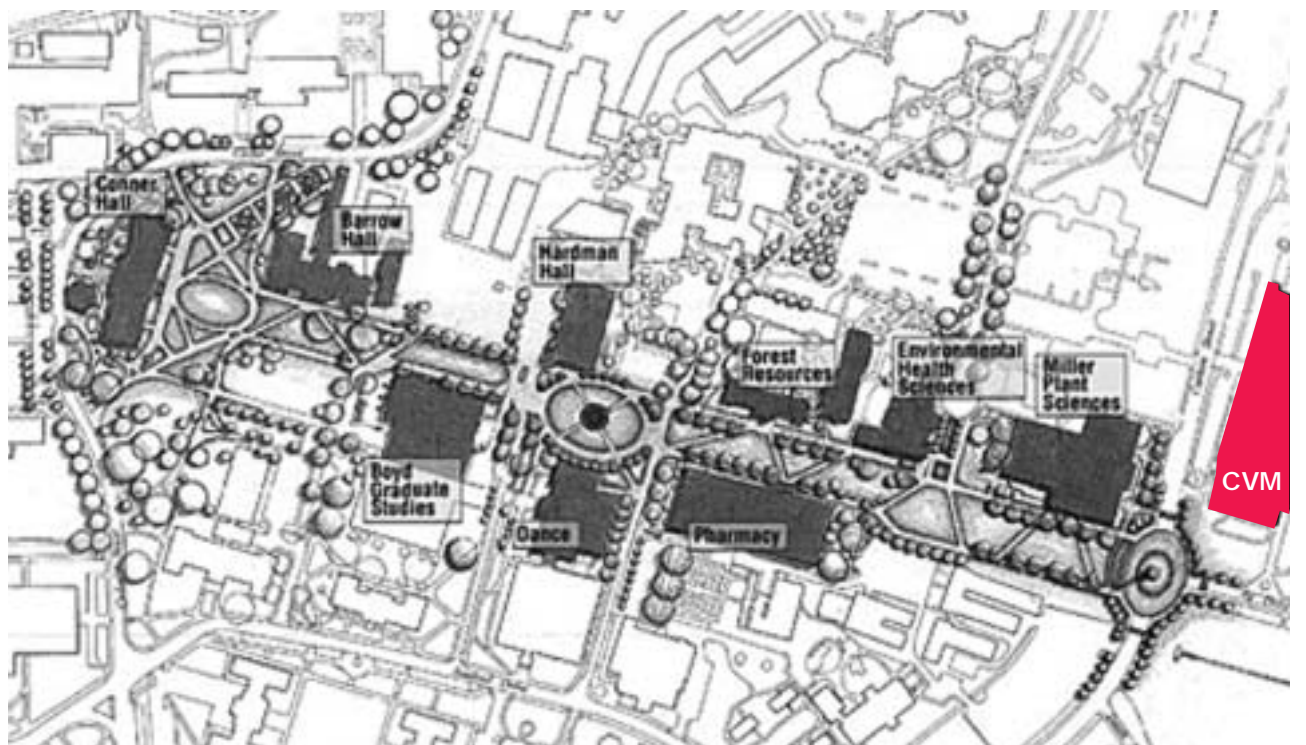 Conner
Hall
Barrow
Hall
Hardman
Hall
Forest
Resources
Environmental
Health
Sciences
Miller
Plant
Sciences
Boyd
Graduate
Studies
Dance
Pharmacy
CVM